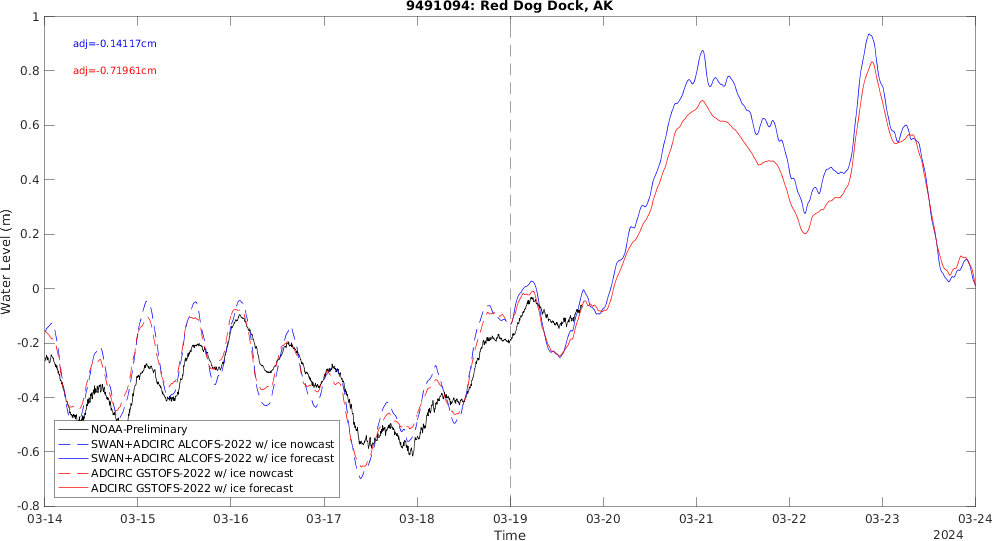 9491094: Red Dog Dock, AK
adj=-0.14117cm
adj=-0.71961cm
Water Level (m)
1
0.8
0.6
0.4
0.2
0
-0.2
-0.4
-0.6
-0.8
NOAA-Preliminary
SWAN+ADCIRC ALCOFS-2022 w/ ice nowcast
SWAN+ADCIRC ALCOFS-2022 w/ ice forecast
ADCIRC GSTOFS-2022 w/ ice nowcast
ADCIRC GSTOFS-2022 w/ ice forecast
03-14 03-15 03-16 03-17 03-18 03-19 03-20 03-21 03-22 03-23 03-24
Time
2024